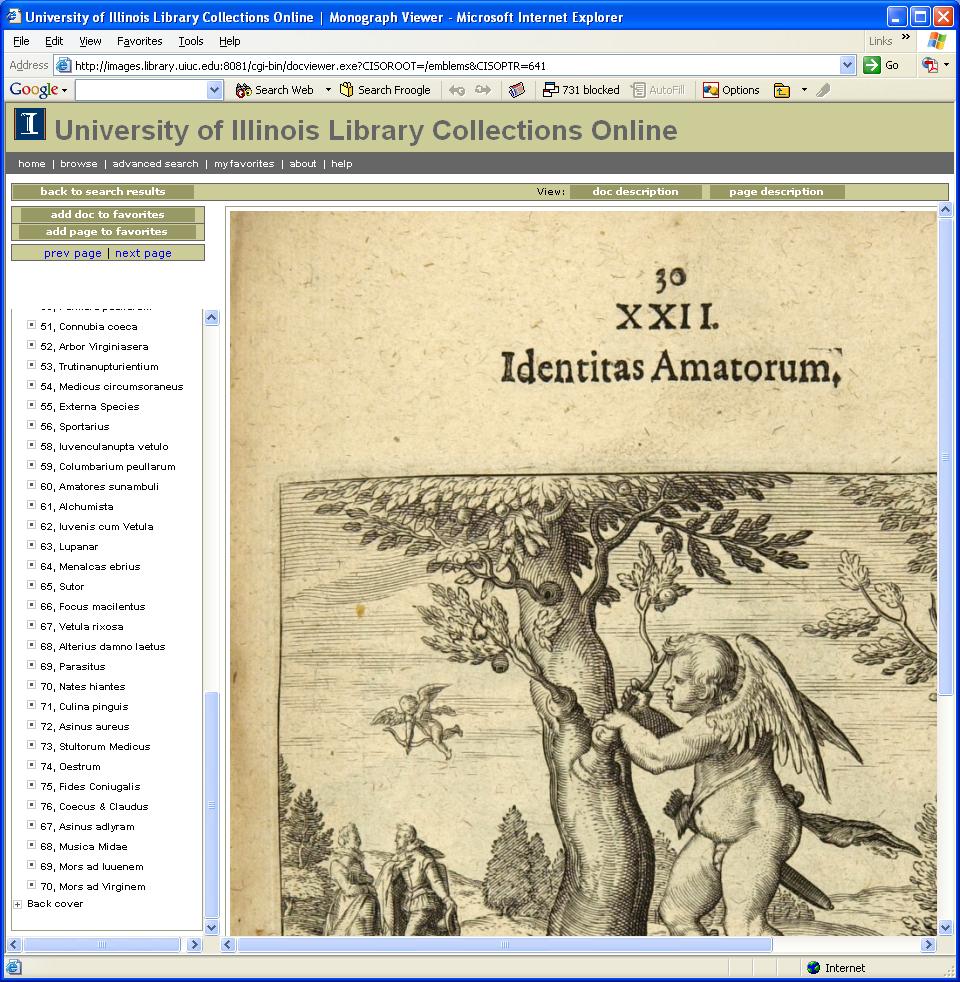 University of Illinois Library Collections Online | Monograph Viewer - Microsoft Internet Explorer
File Edit View Favorites Tools Help Links »
Address http://images.library.uiuc.edu:8081/cgi-bin/docviewer.exe?CISOROOT=/emblems&CISOPTR=641 Go
Google Search Web Search Froogle 731 blocked AutoFill Options
I University of Illinois Library Collections Online
home | browse | advanced search | my favorites | about | help
back to search results View: doc description page description
add doc to favorites
add page to favorites
prev page | next page
51, Connubia coeca
52, Arbor Virginiasera
53, Trutinanupturientium
54, Medicus circumsoraneus
55, Externa Species
56, Sportarius
58, Iuvenculanupta vetulo
59, Columbarium peullarum
60, Amatores sunambuli
61, Alchumista
62, Iuvenis cum Vetula
63, Lupanar
64, Menalcas ebrius
65, Sutor
66, Focus macilentus
67, Vetula rixosa
68, Alterius damno laetus
69, Parasitus
70, Nates hiantes
71, Culina pinguis
72, Asinus aureus
73, Stultorum Medicus
74, Oestrum
75, Fides Coniugalis
76, Coecus & Claudus
67, Asinus adlyram
68, Musica Midae
69, Mors ad Iuuenem
70, Mors ad Virginem
Back cover
30
XXII.
Identitas Amatorum,
Internet